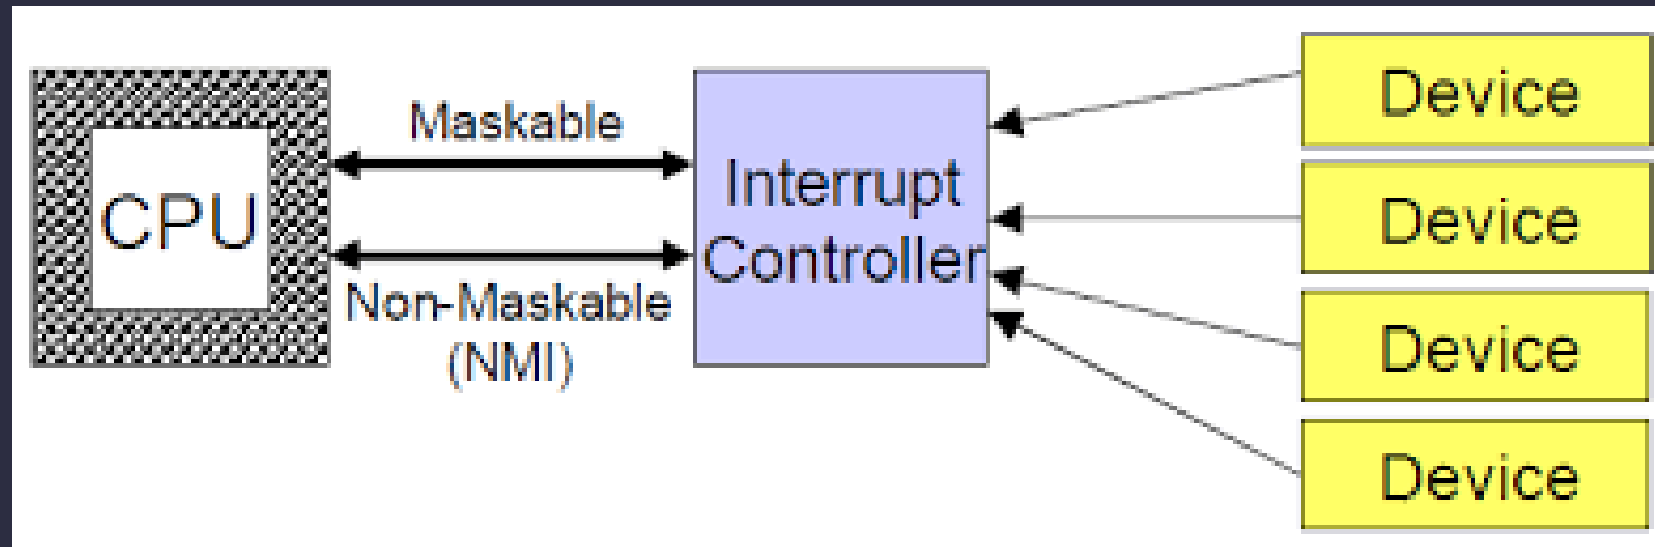 CPU
Maskable
Non-Maskable
(NMI)
Interrupt
Controller
Device
Device
Device
Device